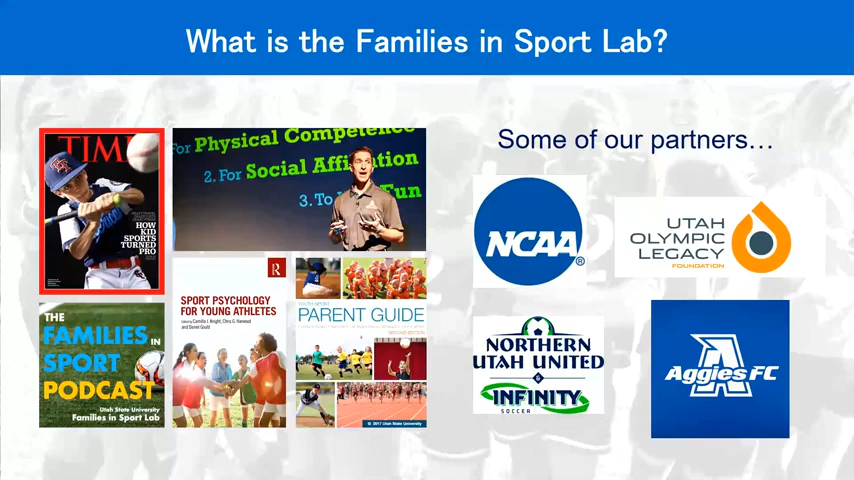 What is the Families in Sport Lab?
TIME
HOW
KID
SPORTS
TURNED
PRO
For Physical Competence
2. For Social Affiliation
3. To Fun
Some of our partners...
NCAA®
UTAH
OLYMPIC
LEGACY
FOUNDATION
THE
FAMILIES IN
SPORT
PODCAST
Utah State University
Families in Sport Lab
R
SPORT PSYCHOLOGY
FOR YOUNG ATHLETES
Edited by Camilla J. Knight, Chris G. Harwood
and Daniel Gould
YOUTH SPORT
PARENT GUIDE
SECOND EDITION
© 2017 Utah State University
NORTHERN
UTAH UNITED
&
INFINITY
SOCCER
A
Aggies FC